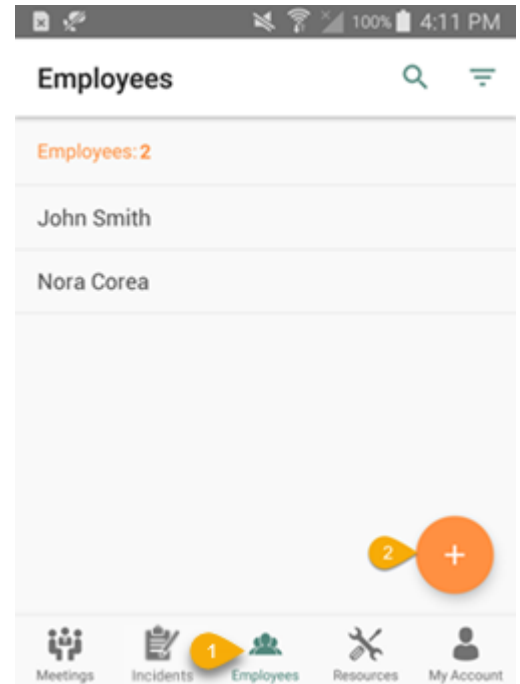 100% 4:11 PM
Employees
Employees: 2
John Smith
Nora Corea
2 +
1
Meetings Incidents Employees Resources My Account